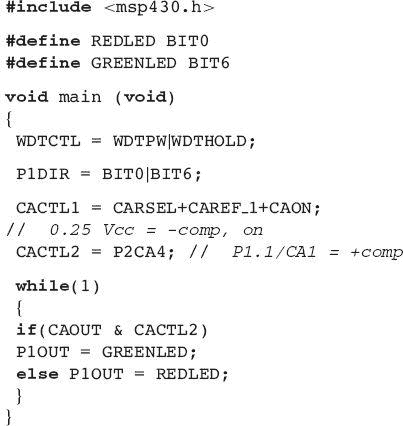 #include <msp430.h>
#define REDLED BIT0
#define GREENLED BIT6
void main (void)
{
WDTCTL = WDTPW|WDTHOLD;
P1DIR = BIT0|BIT6;
CACTL1 = CARSEL+CAREF_1+CAON;
// 0.25 Vcc = -comp, on
CACTL2 = P2CA4; // P1.1/CA1 = +comp
while(1)
{
if(CAOUT & CACTL2)
P1OUT = GREENLED;
else P1OUT = REDLED;
}
}